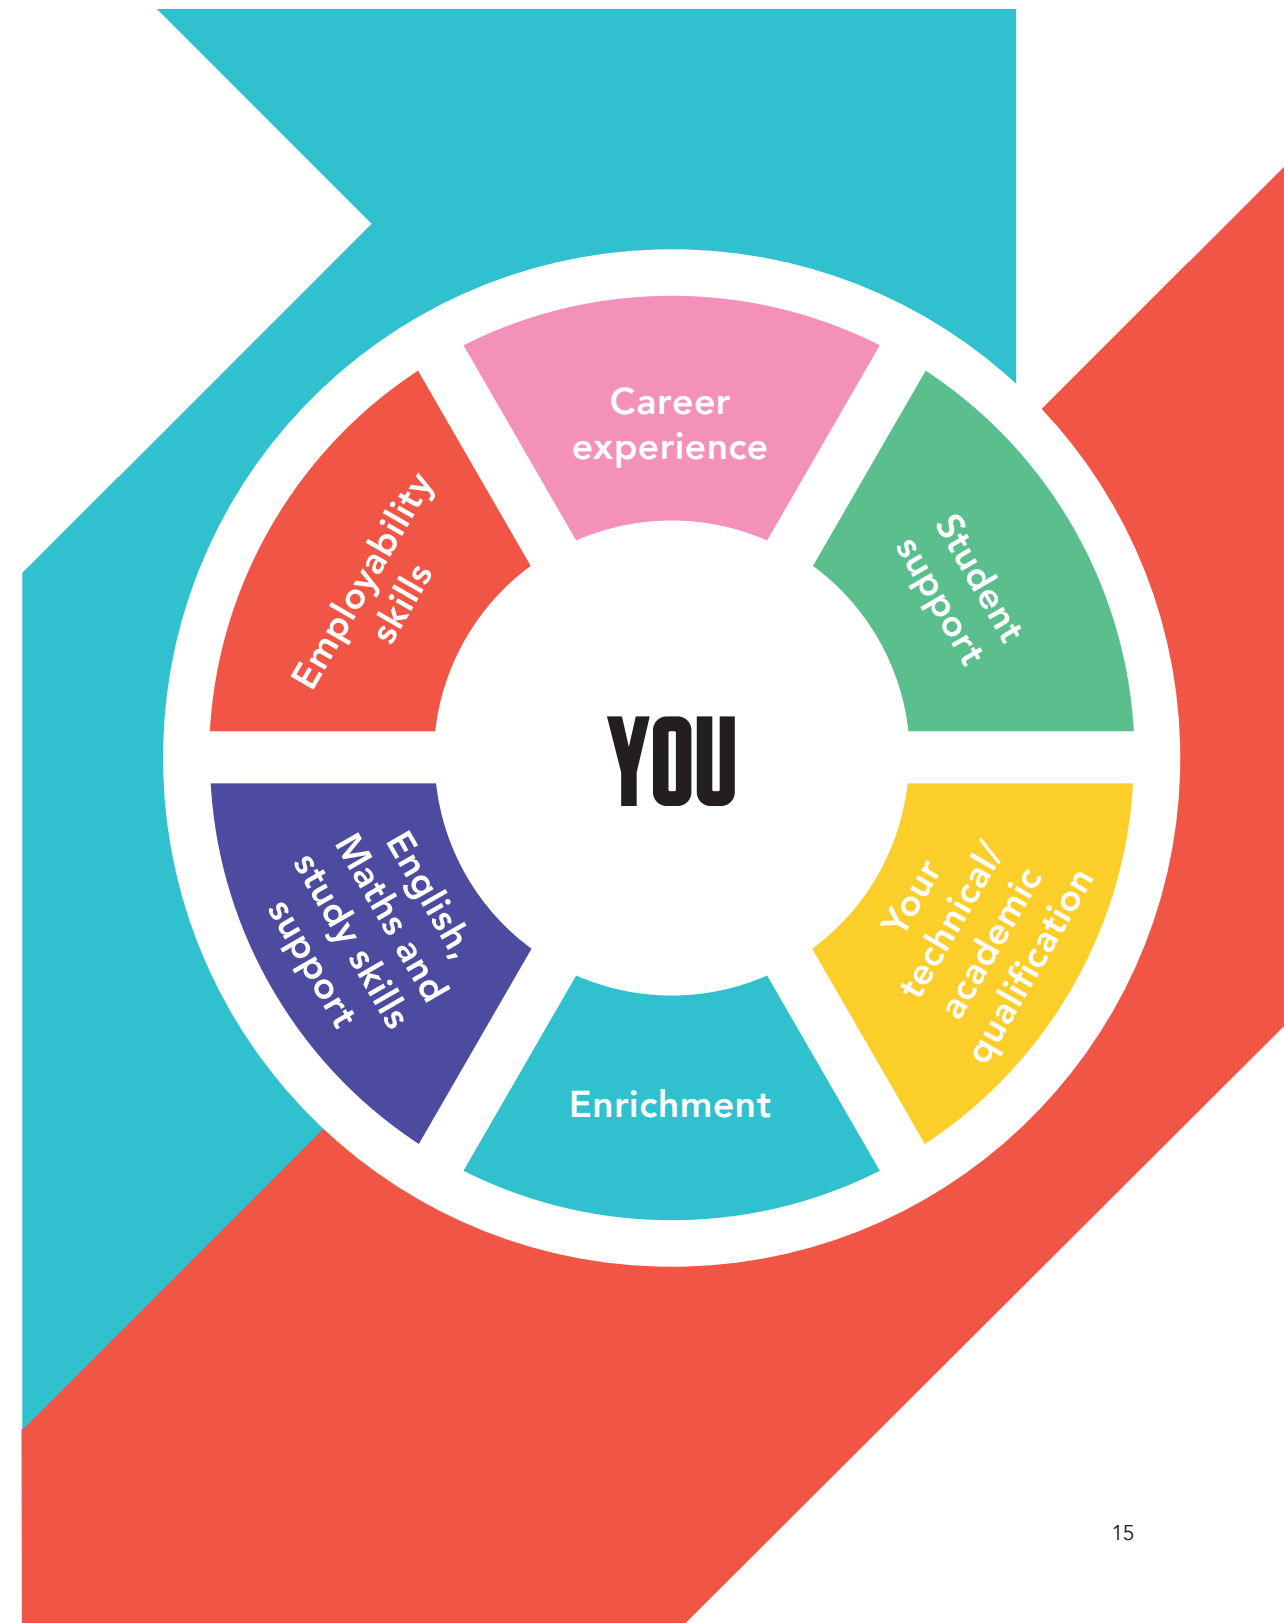 Career
experience
Student
support
Your
technical/
academic
qualification
Enrichment
English,
Maths and
study skills
support
Employability
skills
YOU
15